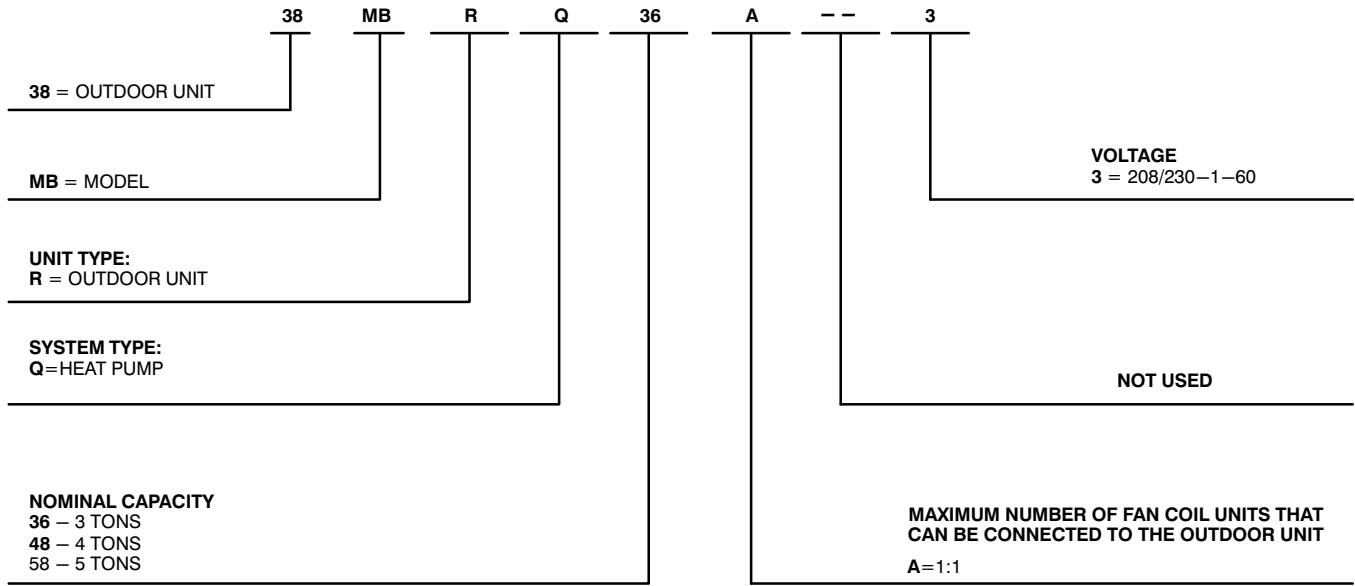 38 MB R Q 36 A – – 3
38 = OUTDOOR UNIT
MB = MODEL
VOLTAGE
3 = 208/230−1−60
UNIT TYPE:
R = OUTDOOR UNIT
SYSTEM TYPE:
Q=HEAT PUMP
NOT USED
NOMINAL CAPACITY
36 − 3 TONS
48 − 4 TONS
58 − 5 TONS
MAXIMUM NUMBER OF FAN COIL UNITS THAT
CAN BE CONNECTED TO THE OUTDOOR UNIT
A=1:1